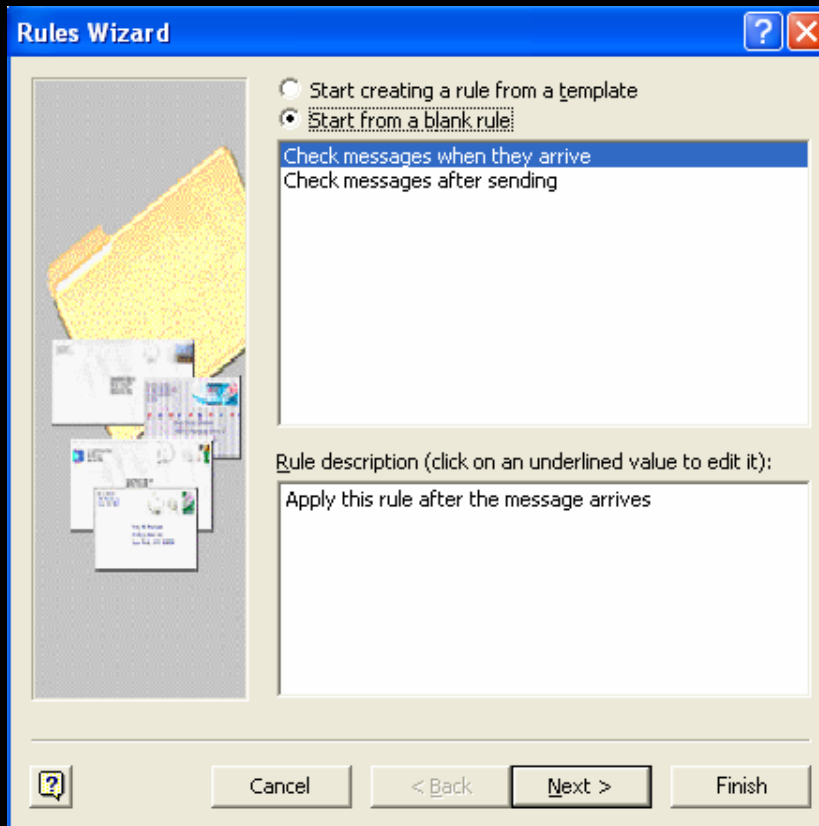 Rules Wizard
Start creating a rule from a template
Start from a blank rule
Check messages when they arrive
Check messages after sending
Rule description (click on an underlined value to edit it):
Apply this rule after the message arrives
Cancel
< Back
Next >
Finish